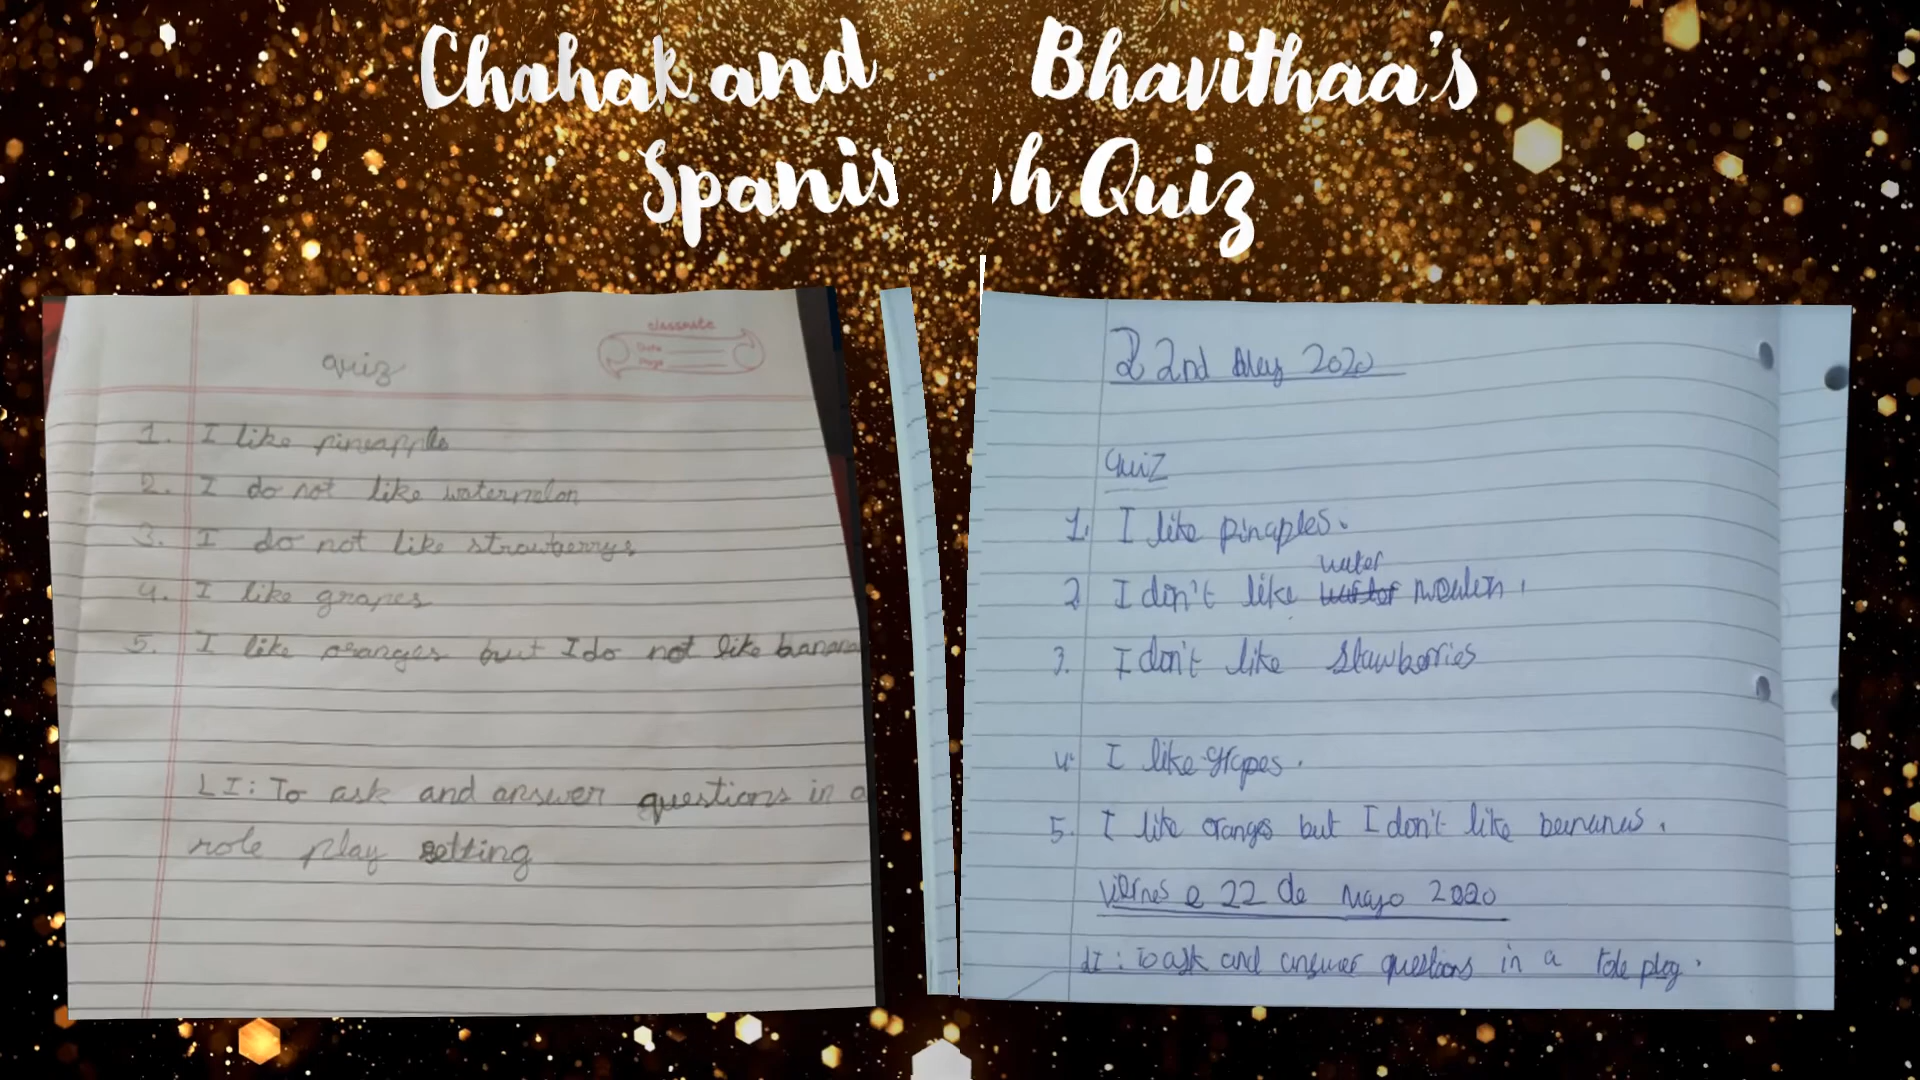 Chahak and Bhavithaa's
Spanish Quiz
classmate
Date
Page
quiz
1. I like pineapple
2. I do not like watermelon
3. I do not like strawberrys
4. I like grapes
5. I like oranges but I do not like banana
LI: To ask and answer questions in a
role play setting
22nd May 2020
Quiz
1. I like pinaples.
water
2 I don't like
3. I don't like stawberries
4. I like grapes.
5. I like oranges but I don't like bananas.
viernes e 22 de mayo 2020
LI: To ask and answer questions in a role play.